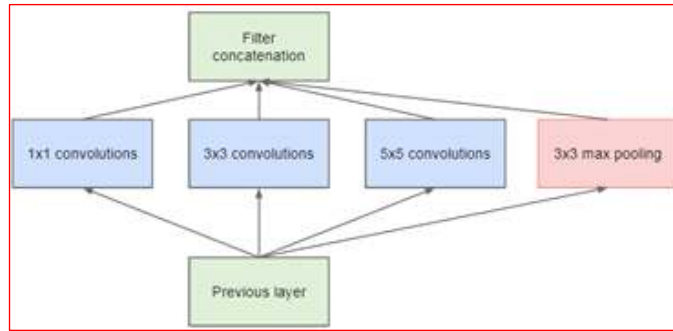 Filter
concatenation
1x1 convolutions
3x3 convolutions
5x5 convolutions
3x3 max pooling
Previous layer